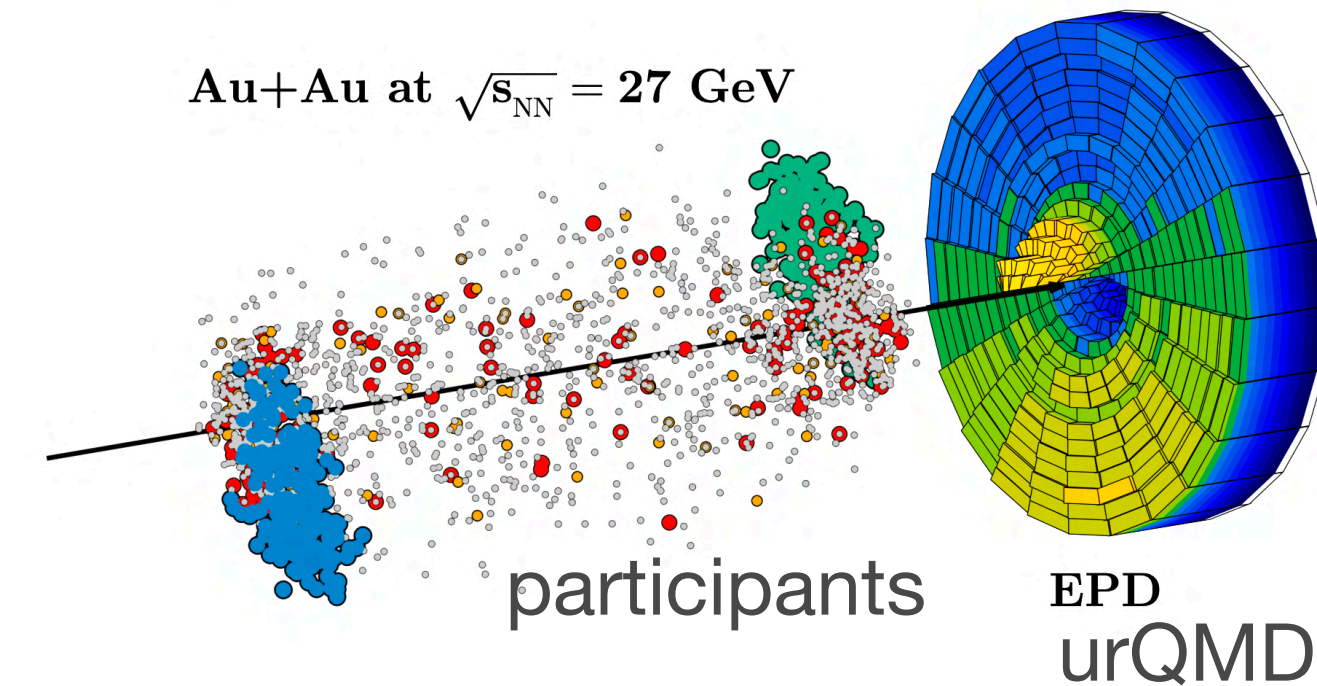 Au+Au at √sNN = 27 GeV
participants
EPD
urQMD